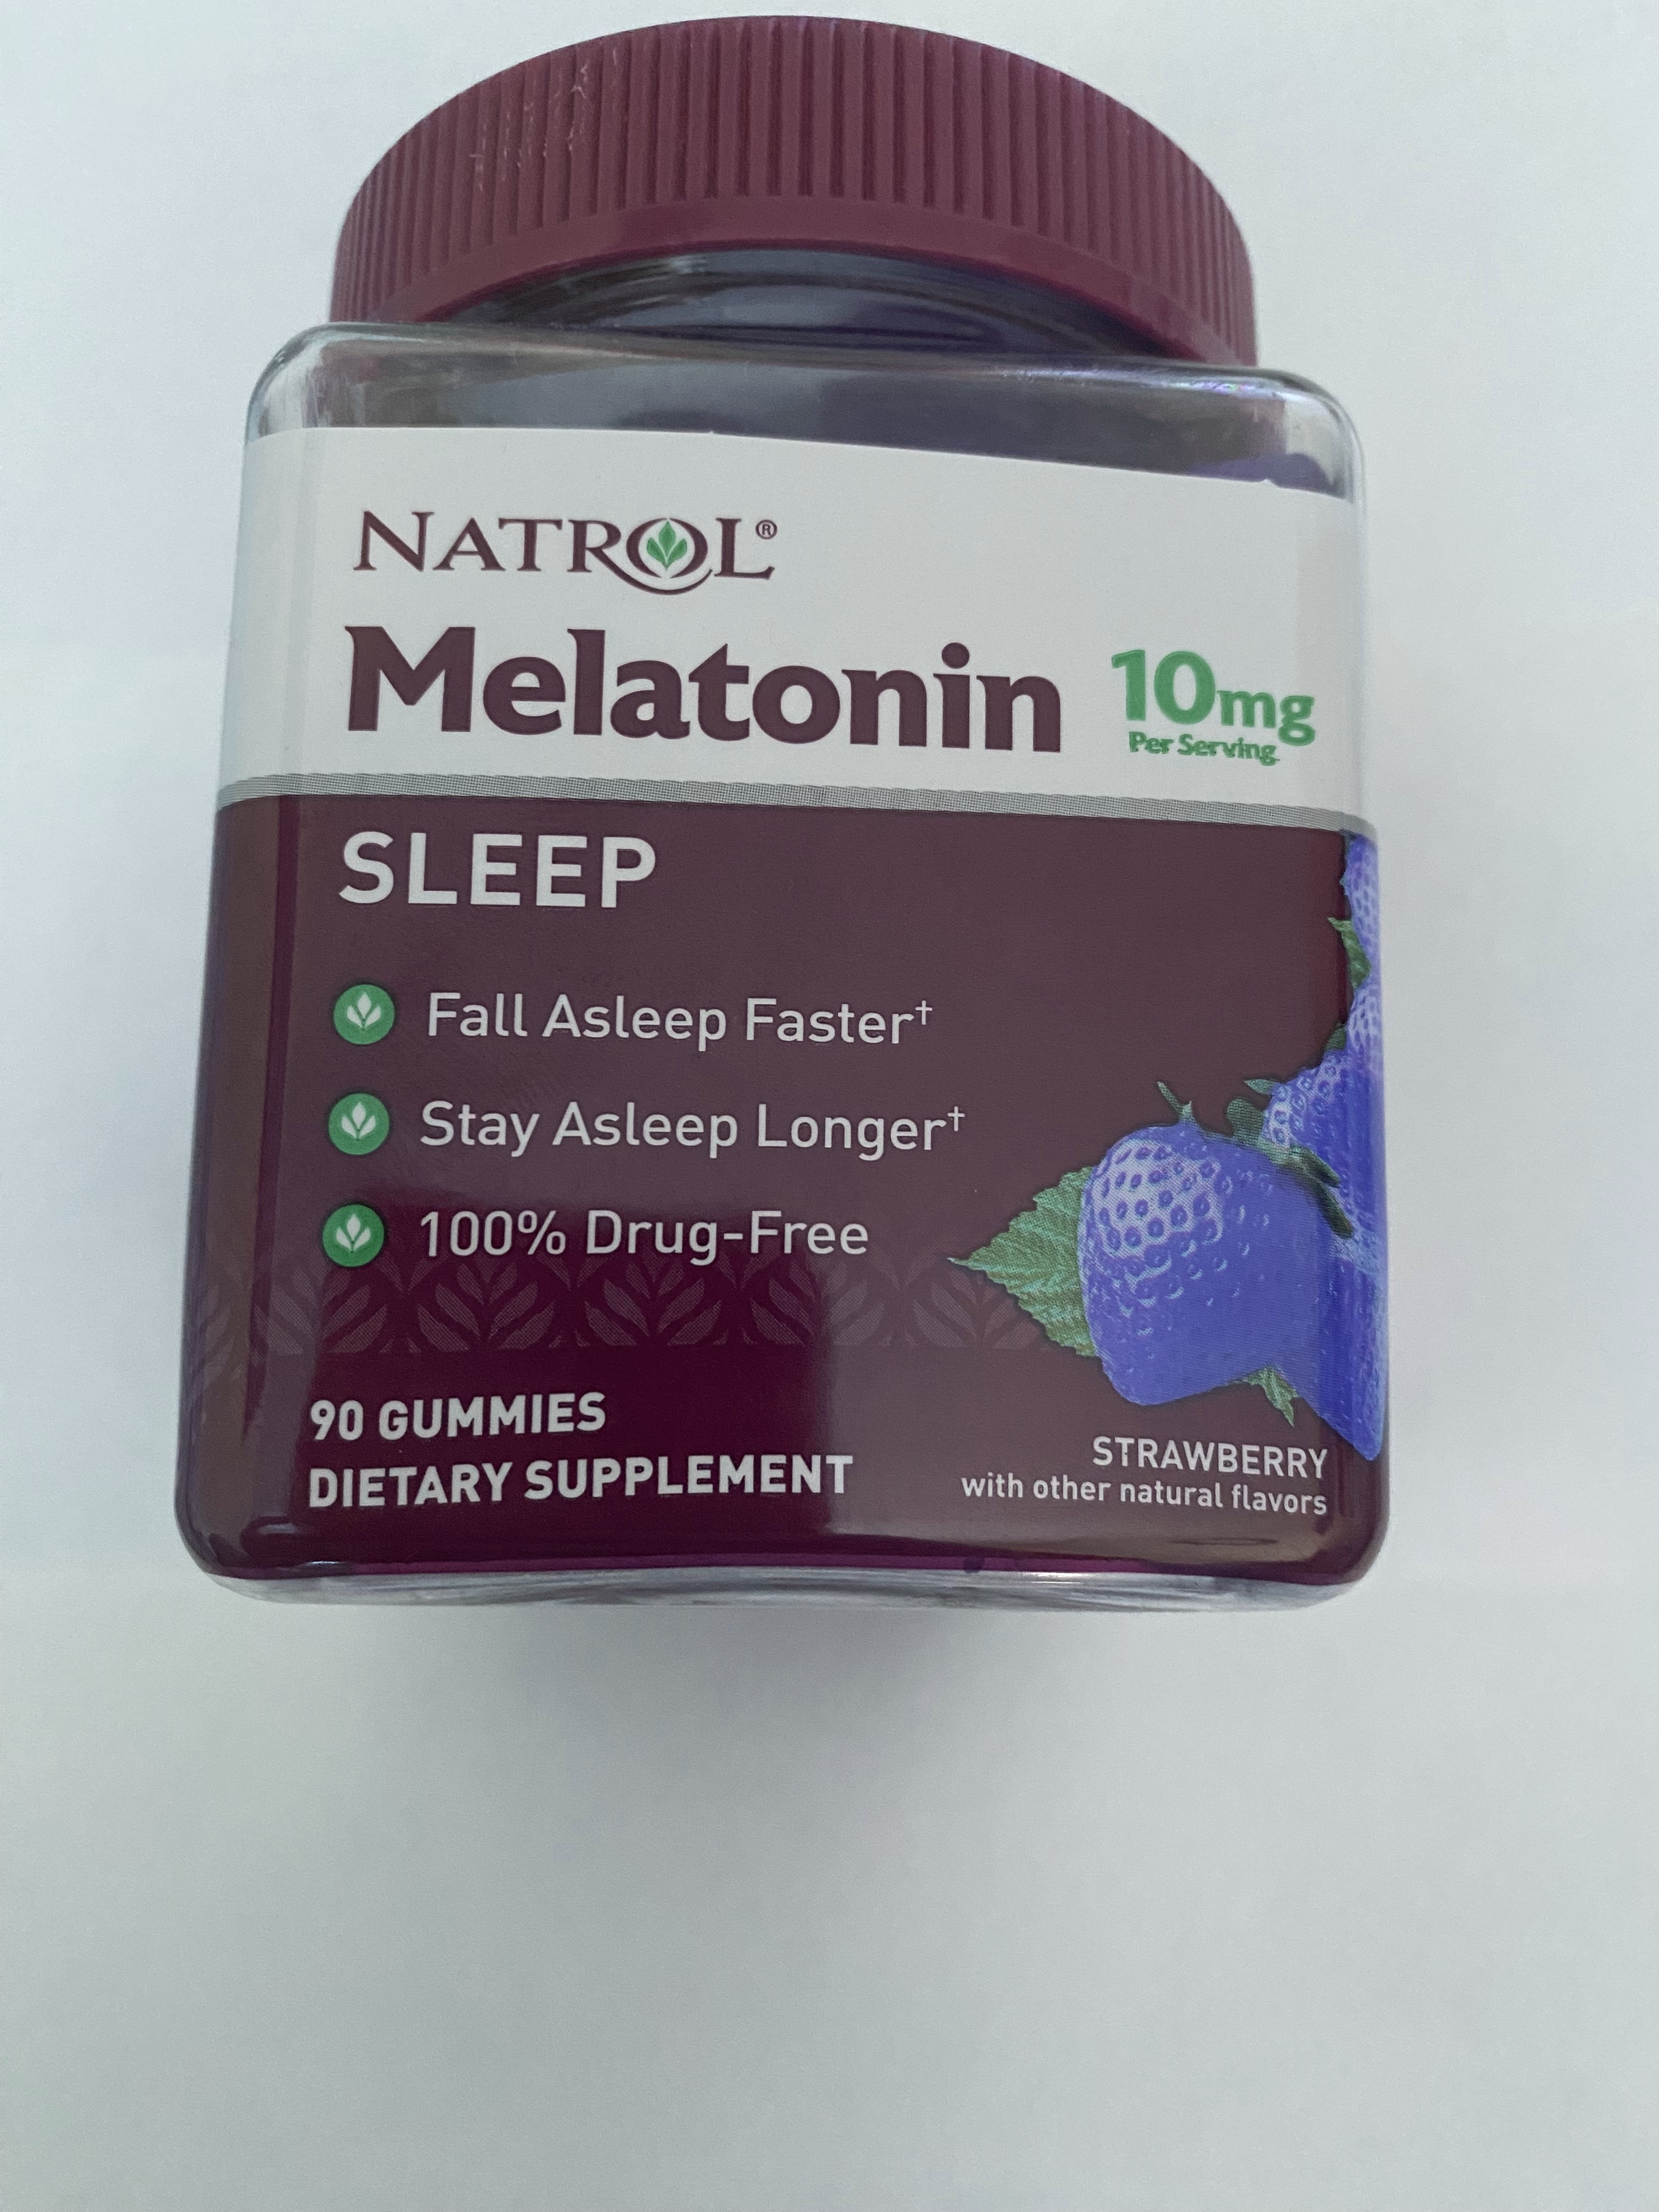 NATROL®
Melatonin 10mg
Per Serving
SLEEP
Fall Asleep Faster†
Stay Asleep Longer†
100% Drug-Free
90 GUMMIES
DIETARY SUPPLEMENT
STRAWBERRY
with other natural flavors